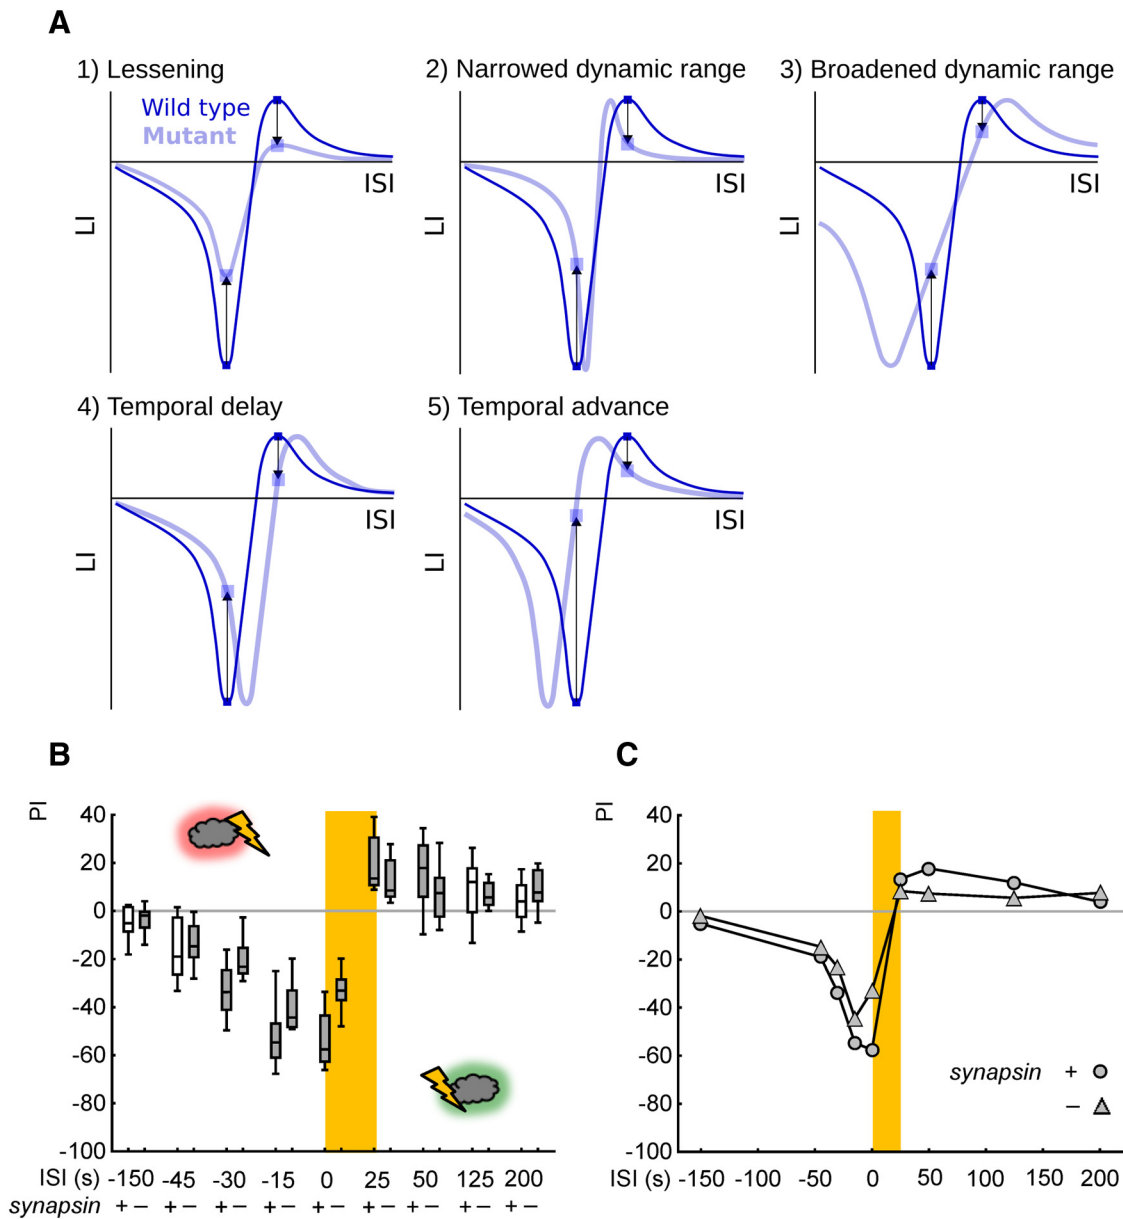 A
1) Lessening
2) Narrowed dynamic range
3) Broadened dynamic range
Wild type
Mutant
ISI
ISI
ISI
LI
LI
LI
4) Temporal delay
5) Temporal advance
ISI
ISI
LI
LI
B
C
PI
40
20
0
-20
-40
-60
-80
-100
ISI (s) -150 -45 -30 -15 0 25 50 125 200
synapsin + − + − + − + − + − + − + − + − + −
PI
40
20
0
-20
-40
-60
-80
-100
synapsin +
−
ISI (s) -150 -100 -50 0 50 100 150 200